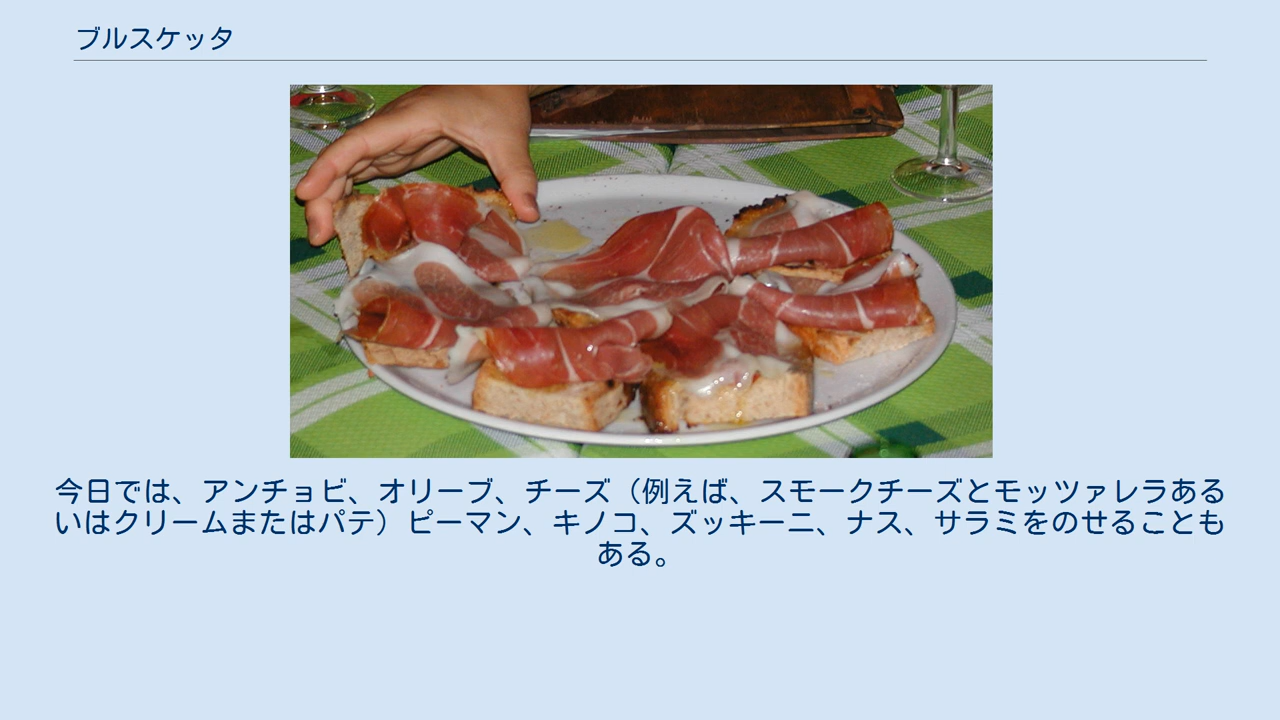 ブルスケッタ
今日では、アンチョビ、オリーブ、チーズ（例えば、スモークチーズとモッツァレラある
いはクリームまたはパテ）ピーマン、キノコ、ズッキーニ、ナス、サラミをのせることも
ある。